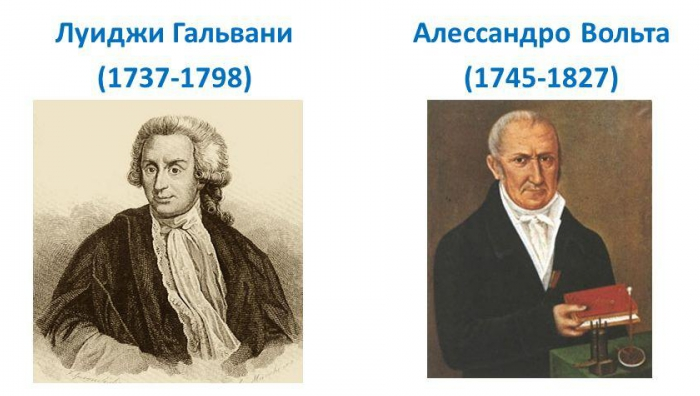 Луиджи Гальвани
(1737-1798)
Алессандро Вольта
(1745-1827)